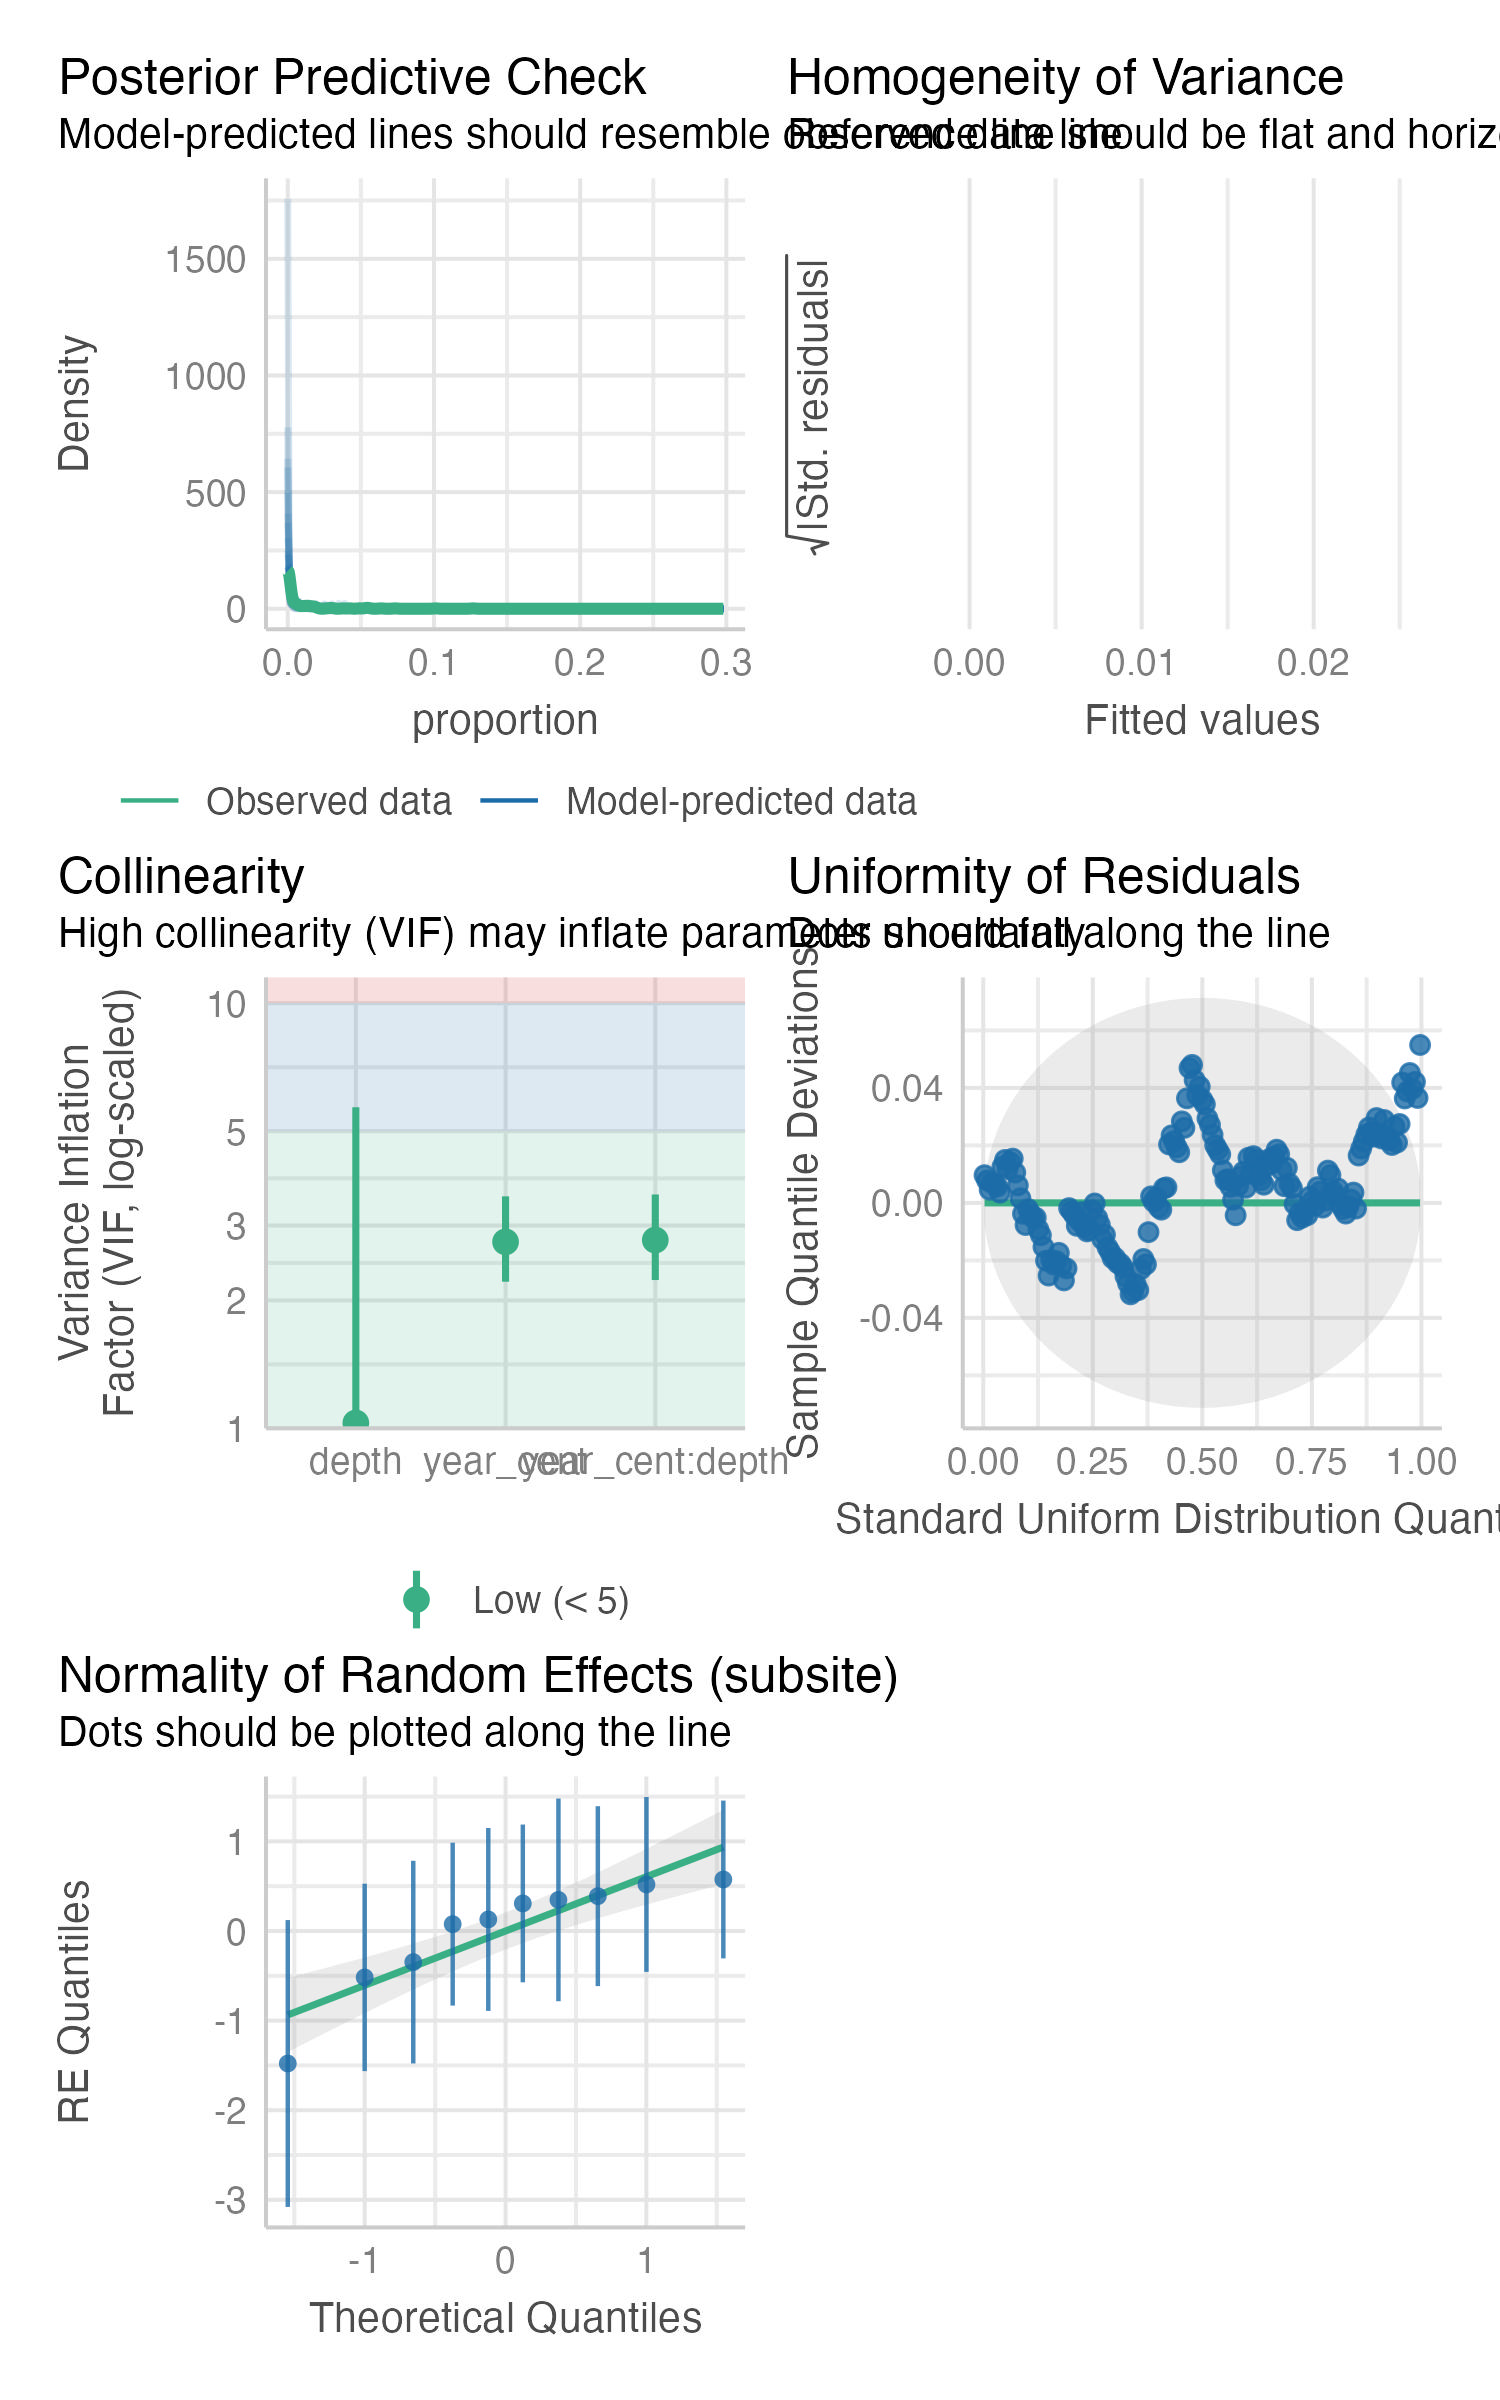 Posterior Predictive Check
Model-predicted lines should resemble observed data line
Density
1500
1000
500
0
0.0 0.1 0.2 0.3
proportion
Observed data Model-predicted data
Homogeneity of Variance
Reference line should be flat and horiz
√|Std. residuals|
0.00 0.01 0.02
Fitted values
Collinearity
High collinearity (VIF) may inflate parameter uncertainty
Variance Inflation
Factor (VIF, log-scaled)
10
5
3
2
1
depth year_cent year_cent:depth
Low (< 5)
Uniformity of Residuals
Dots should fall along the line
Sample Quantile Deviations
0.04
0.00
-0.04
0.00 0.25 0.50 0.75 1.00
Standard Uniform Distribution Quant
Normality of Random Effects (subsite)
Dots should be plotted along the line
RE Quantiles
1
0
-1
-2
-3
-1 0 1
Theoretical Quantiles